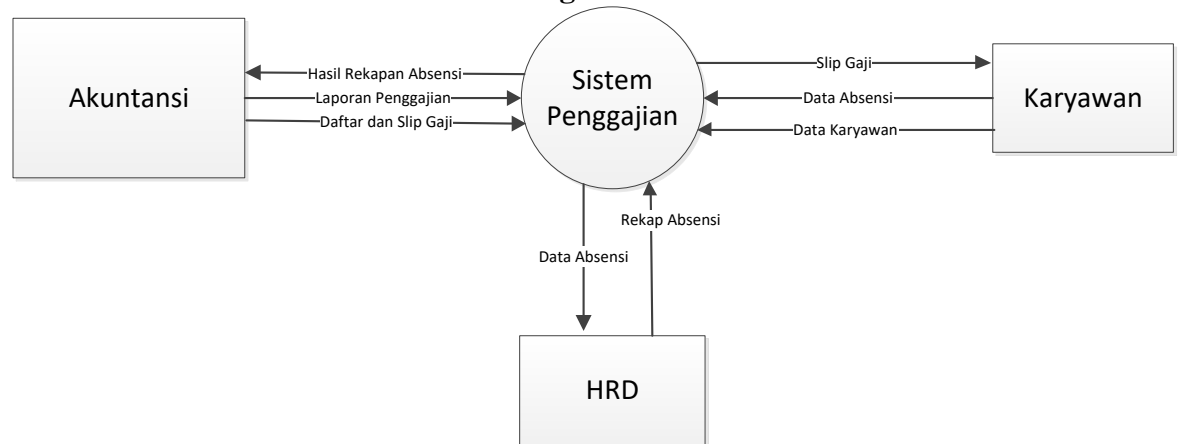 Akuntansi
Hasil Rekapan Absensi
Laporan Penggajian
Daftar dan Slip Gaji
Sistem
Penggajian
Slip Gaji
Data Absensi
Data Karyawan
Karyawan
Rekap Absensi
Data Absensi
HRD